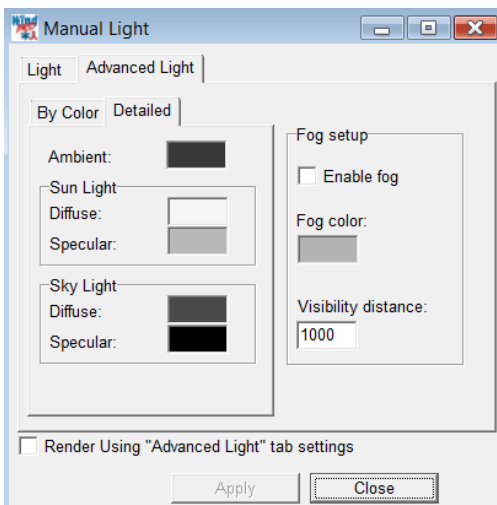 Manual Light
Light
Advanced Light
By Color
Detailed
Ambient:
Sun Light
Diffuse:
Specular:
Sky Light
Diffuse:
Specular:
Fog setup
Enable fog
Fog color:
Visibility distance:
1000
Render Using "Advanced Light" tab settings
Apply
Close